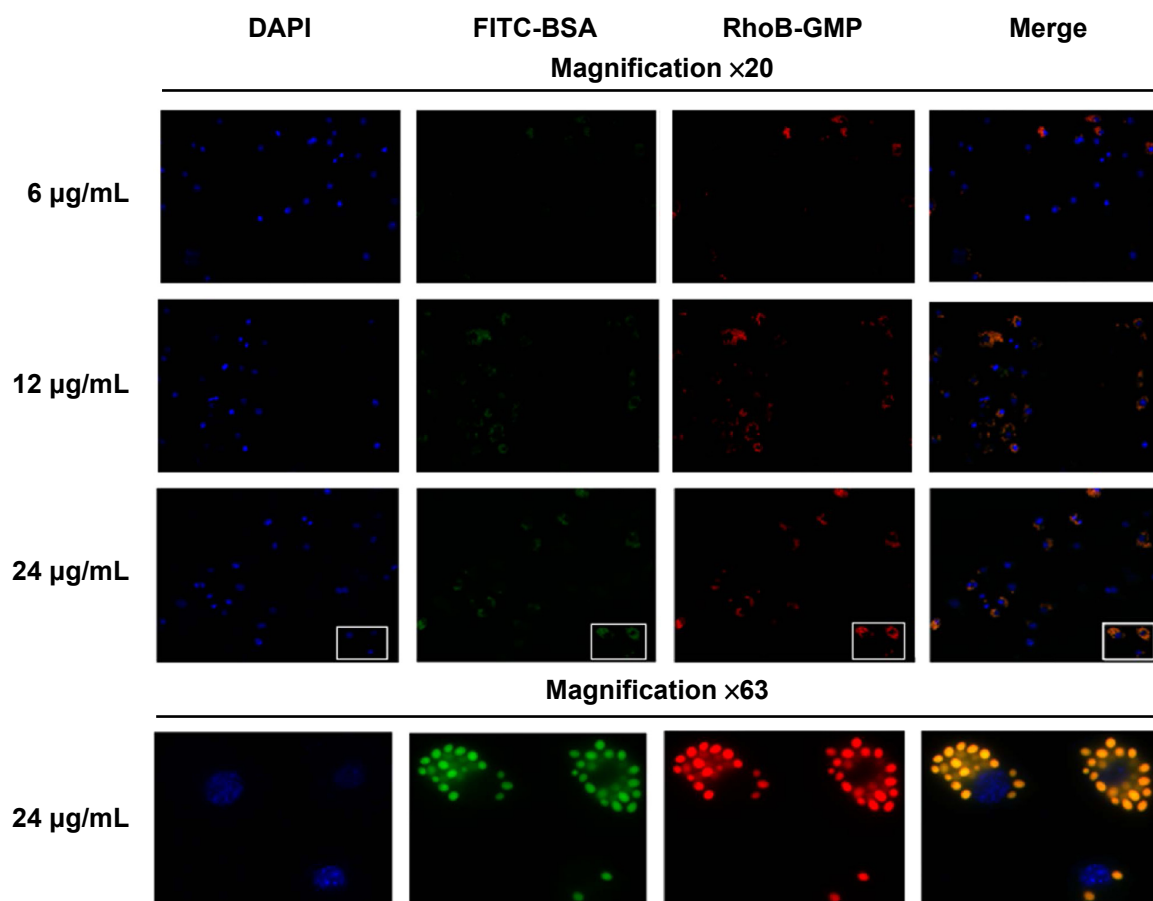 DAPI FITC-BSA RhoB-GMP Merge
Magnification ×20
6 µg/mL
12 µg/mL
24 µg/mL
Magnification ×63
24 µg/mL